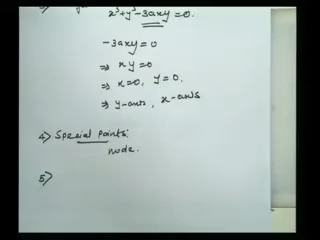 x³+y³-3axy=0.
-3axy=0
⇒ xy=0
⇒ x=0, y=0.
⇒ y-axis, x-axis
4) Special Points:
node.
5)